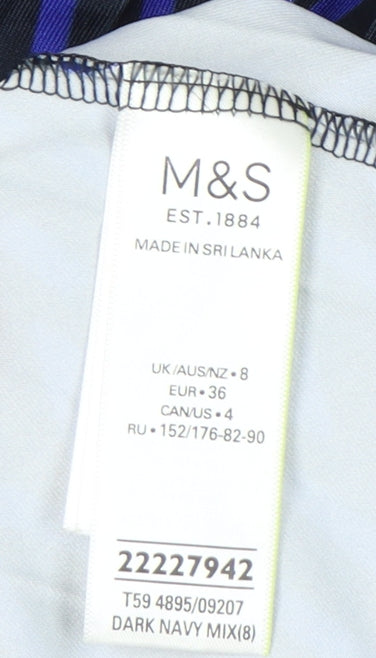 M&S
EST.1884
MADE IN SRI LANKA
UK/AUS/NZ • 8
EUR • 36
CAN/US • 4
RU • 152/176-82-90
22227942
T59 4895/09207
DARK NAVY MIX(8)